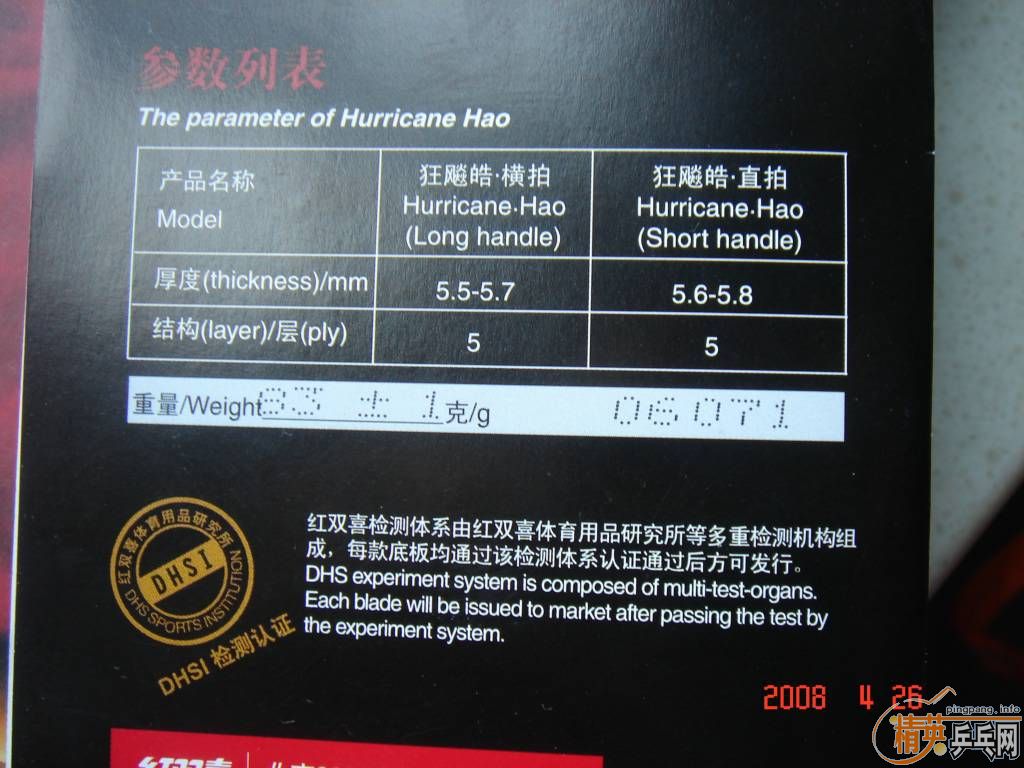 参数列表
The parameter of Hurricane Hao
产品名称
Model
狂飚皓·横拍
Hurricane·Hao
(Long handle)
狂飚皓·直拍
Hurricane·Hao
(Short handle)
厚度(thickness)/mm
5.5-5.7
5.6-5.8
结构(layer)/层(ply)
5
5
重量/Weight 83 ± 1 克/g
06071
红双喜体育用品研究所
DHSI
DHS SPORTS INSTITUTION
DHSI 检测认证
红双喜检测体系由红双喜体育用品研究所等多重检测机构组
成，每款底板均通过该检测体系认证通过后方可发行。
DHS experiment system is composed of multi-test-organs.
Each blade will be issued to market after passing the test by
the experiment system.
2008 4 26
pingpang.info
精英乒乓网
红双喜